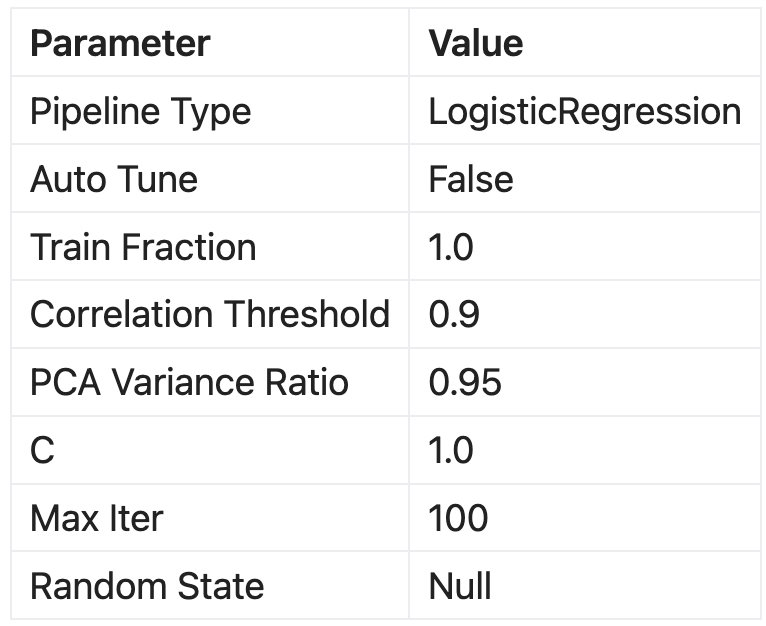 Parameter Value
Pipeline Type LogisticRegression
Auto Tune False
Train Fraction 1.0
Correlation Threshold 0.9
PCA Variance Ratio 0.95
C 1.0
Max Iter 100
Random State Null